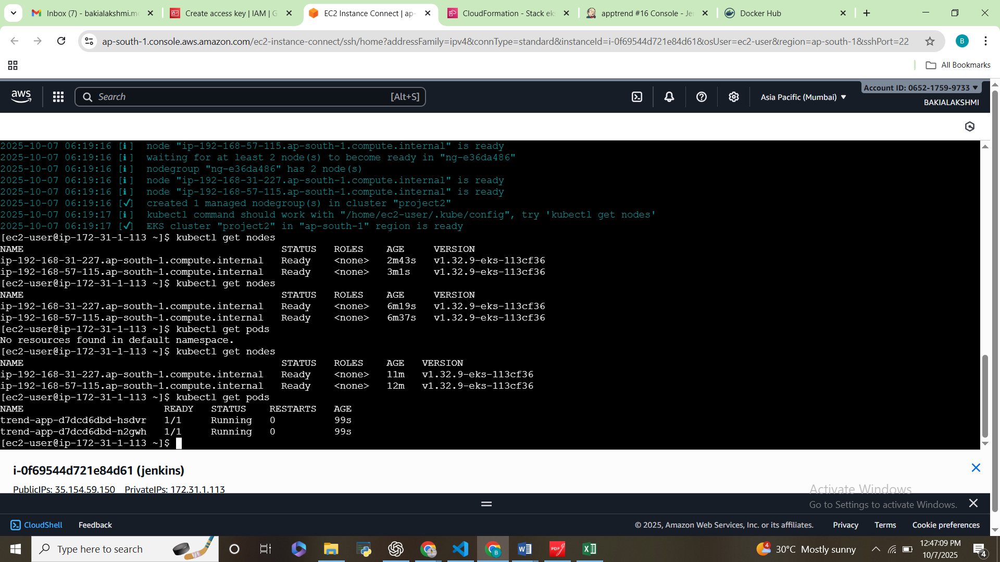 Inbox (7) - bakialakshmi.m
Create access key | IAM | G
EC2 Instance Connect | ap-
CloudFormation - Stack ek
apptrend #16 Console - Je
Docker Hub
ap-south-1.console.aws.amazon.com/ec2-instance-connect/ssh/home?addressFamily=ipv4&connType=standard&instanceId=i-0f69544d721e84d61&osUser=ec2-user&region=ap-south-1&sshPort=22
B
All Bookmarks
aws
Search
[Alt+S]
Asia Pacific (Mumbai)
Account ID: 0652-1759-9733
BAKIALAKSHMI
2025-10-07 06:19:16 [ℹ]  node "ip-192-168-57-115.ap-south-1.compute.internal" is ready
2025-10-07 06:19:16 [ℹ]  waiting for at least 2 node(s) to become ready in "ng-e36da486"
2025-10-07 06:19:16 [ℹ]  nodegroup "ng-e36da486" has 2 node(s)
2025-10-07 06:19:16 [ℹ]  node "ip-192-168-31-227.ap-south-1.compute.internal" is ready
2025-10-07 06:19:16 [ℹ]  node "ip-192-168-57-115.ap-south-1.compute.internal" is ready
2025-10-07 06:19:16 [✔]  created 1 managed nodegroup(s) in cluster "project2"
2025-10-07 06:19:17 [ℹ]  kubectl command should work with "/home/ec2-user/.kube/config", try 'kubectl get nodes'
2025-10-07 06:19:17 [✔]  EKS cluster "project2" in "ap-south-1" region is ready
[ec2-user@ip-172-31-1-113 ~]$ kubectl get nodes
NAME STATUS ROLES AGE VERSION
ip-192-168-31-227.ap-south-1.compute.internal Ready <none> 2m43s v1.32.9-eks-113cf36
ip-192-168-57-115.ap-south-1.compute.internal Ready <none> 3m1s v1.32.9-eks-113cf36
[ec2-user@ip-172-31-1-113 ~]$ kubectl get nodes
NAME STATUS ROLES AGE VERSION
ip-192-168-31-227.ap-south-1.compute.internal Ready <none> 6m19s v1.32.9-eks-113cf36
ip-192-168-57-115.ap-south-1.compute.internal Ready <none> 6m37s v1.32.9-eks-113cf36
[ec2-user@ip-172-31-1-113 ~]$ kubectl get pods
No resources found in default namespace.
[ec2-user@ip-172-31-1-113 ~]$ kubectl get nodes
NAME STATUS ROLES AGE VERSION
ip-192-168-31-227.ap-south-1.compute.internal Ready <none> 11m v1.32.9-eks-113cf36
ip-192-168-57-115.ap-south-1.compute.internal Ready <none> 12m v1.32.9-eks-113cf36
[ec2-user@ip-172-31-1-113 ~]$ kubectl get pods
NAME READY STATUS RESTARTS AGE
trend-app-d7dcd6dbd-hsdvr 1/1 Running 0 99s
trend-app-d7dcd6dbd-n2gwh 1/1 Running 0 99s
[ec2-user@ip-172-31-1-113 ~]$
i-0f69544d721e84d61 (jenkins)
PublicIPs: 35.154.59.150 PrivateIPs: 172.31.1.113
Activate Windows
Go to Settings to activate Windows.
CloudShell
Feedback
© 2025, Amazon Web Services, Inc. or its affiliates.
Privacy
Terms
Cookie preferences
Type here to search
30°C Mostly sunny
12:47:09 PM
10/7/2025
4